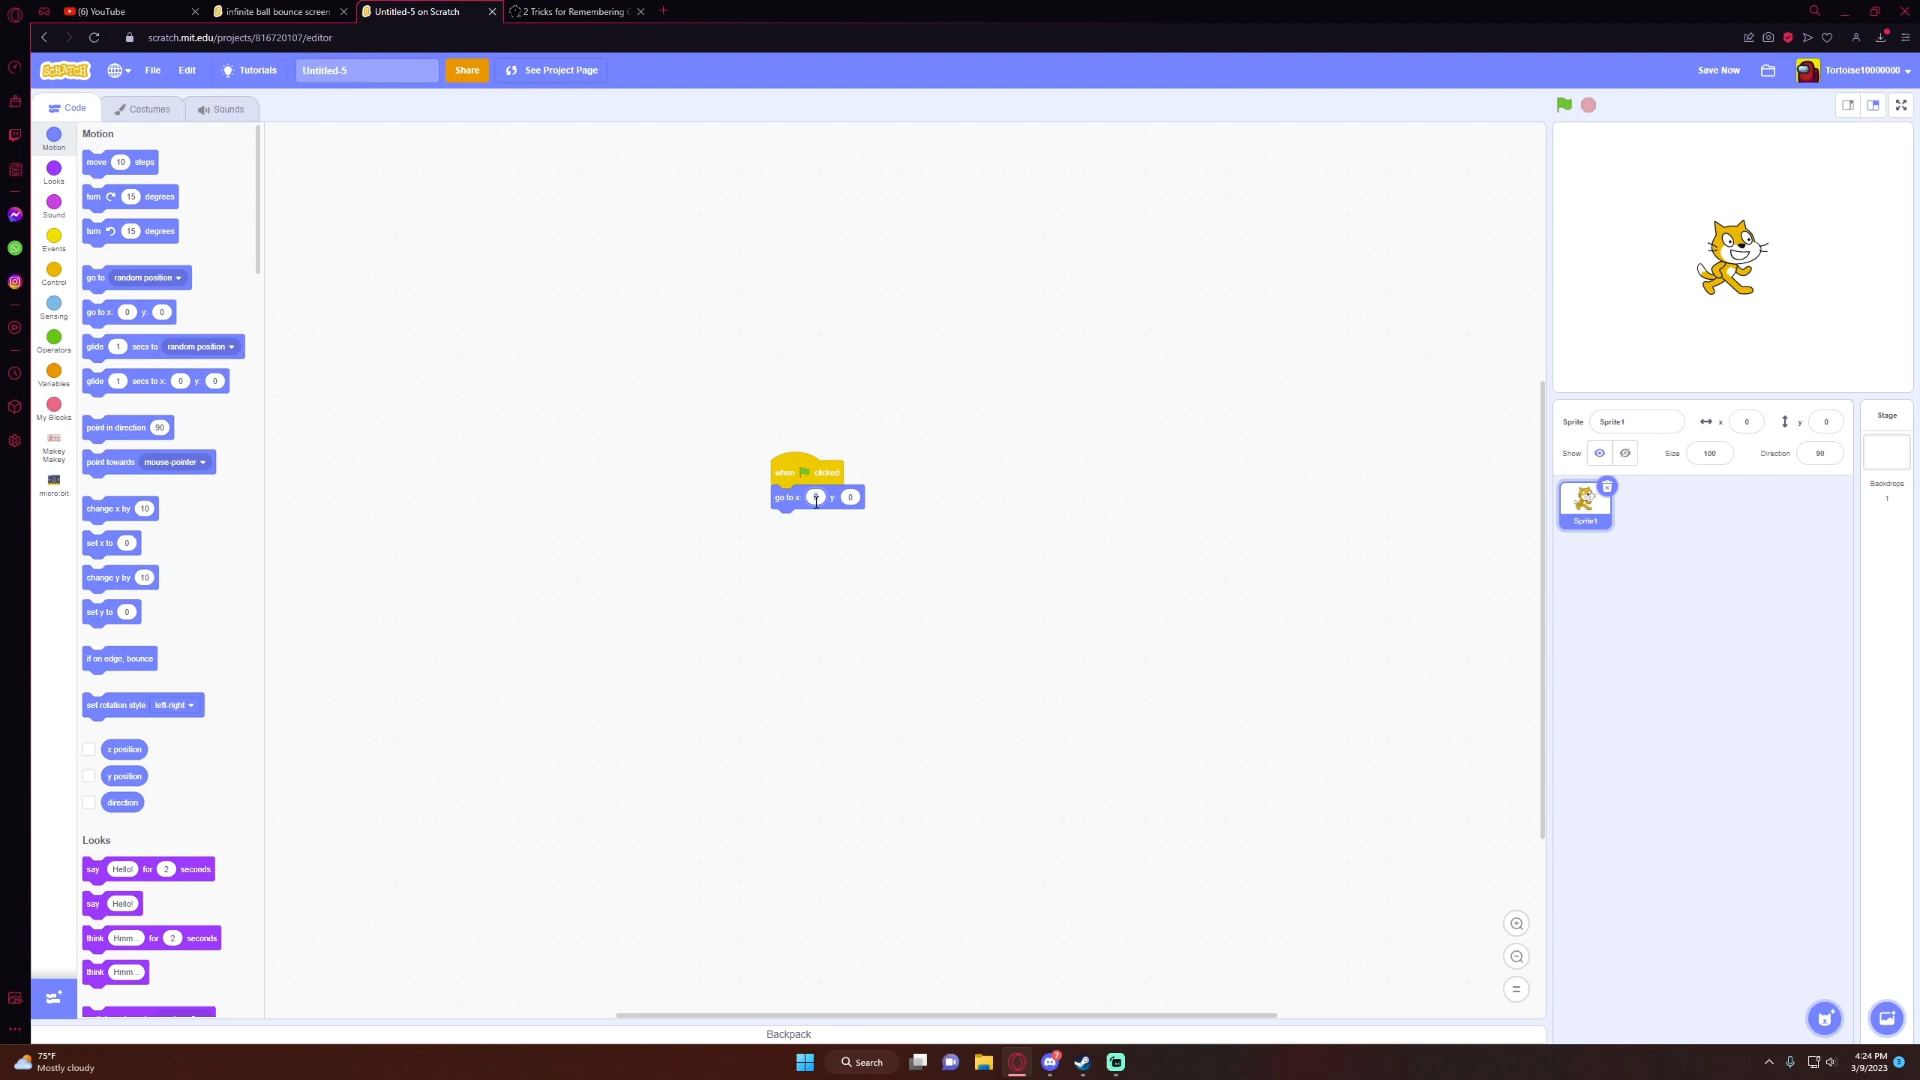 (6) YouTube
infinite ball bounce screen
Untitled-5 on Scratch
2 Tricks for Remembering
scratch.mit.edu/projects/816720107/editor
SCRATCH
File
Edit
Tutorials
Untitled-5
Share
See Project Page
Save Now
Tortoise10000000
Code
Costumes
Sounds
Motion
Looks
Sound
Events
Control
Sensing
Operators
Variables
My Blocks
Makey
Makey
micro:bit
Motion
move 10 steps
turn 15 degrees
turn 15 degrees
go to random position
go to x: 0 y: 0
glide 1 secs to random position
glide 1 secs to x: 0 y: 0
point in direction 90
point towards mouse-pointer
change x by 10
set x to 0
change y by 10
set y to 0
if on edge, bounce
set rotation style left-right
x position
y position
direction
Looks
say Hello! for 2 seconds
say Hello!
think Hmm... for 2 seconds
think Hmm...
when clicked
go to x: y: 0
Sprite Sprite1 x 0 y 0
Show Size 100 Direction 90
Sprite1
Stage
Backdrops
1
Backpack
75°F
Mostly cloudy
Search
7
4:24 PM
3/9/2023
3